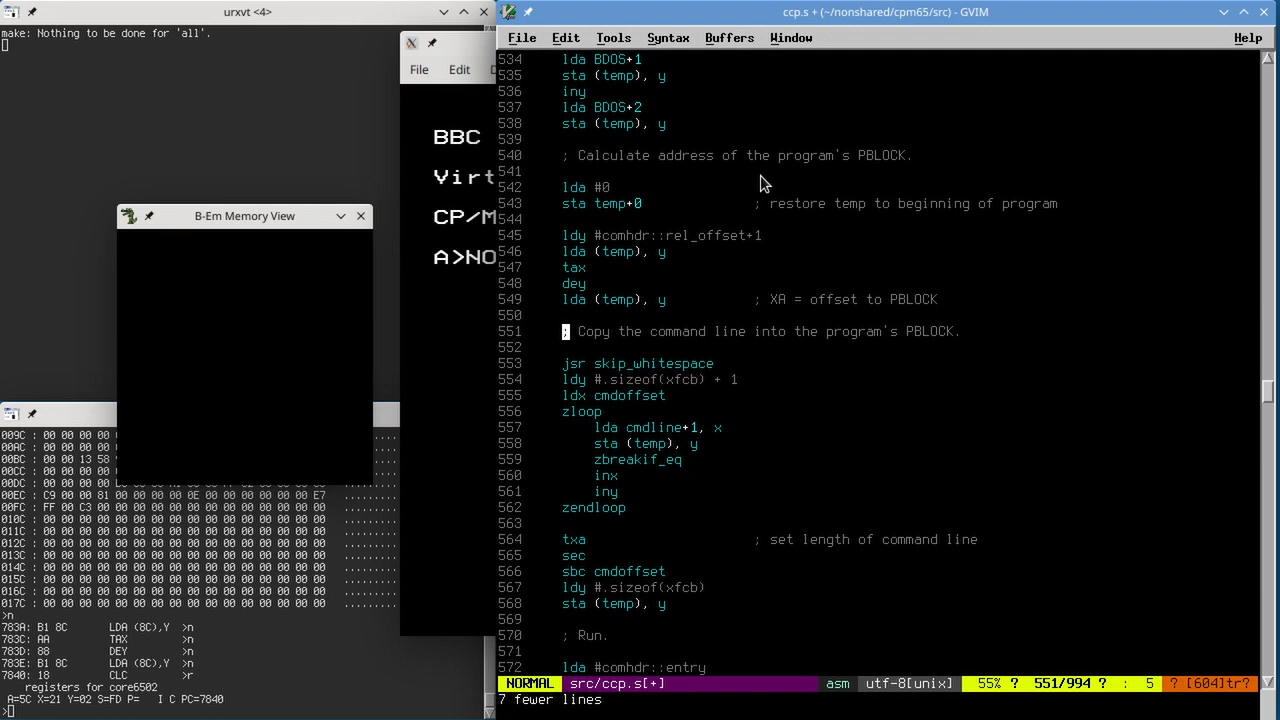 urxvt <4>
make: Nothing to be done for 'all'.
B-Em Memory View
File Edit
BBC
Virt
CP/M
A>NO
009C : 00 00 00 00
00AC : 00 00 00 00
00BC : 00 00 13 58
00CC : 00 00 00 00
00EC : C9 00 00 81 00 00 00 00 0E 00 00 00 00 00 00 E7
00FC : FF 00 C3 00 00 00 00 00 00 00 00 00 00 00 00 00
010C : 00 00 00 00 00 00 00 00 00 00 00 00 00 00 00 00
011C : 00 00 00 00 00 00 00 00 00 00 00 00 00 00 00 00
012C : 00 00 00 00 00 00 00 00 00 00 00 00 00 00 00 00
013C : 00 00 00 00 00 00 00 00 00 00 00 00 00 00 00 00
014C : 00 00 00 00 00 00 00 00 00 00 00 00 00 00 00 00
015C : 00 00 00 00 00 00 00 00 00 00 00 00 00 00 00 00
016C : 00 00 00 00 00 00 00 00 00 00 00 00 00 00 00 00
017C : 00 00 00 00 00 00 00 00 00 00 00 00 00 00 00 00
>n
783A: B1 8C LDA (8C),Y >n
783C: AA TAX >n
783D: 88 DEY >n
783E: B1 8C LDA (8C),Y >n
7840: 18 CLC >r
registers for core6502
A=5C X=21 Y=02 S=FD P= I C PC=7840
>
ccp.s + (~/nonshared/cpm65/src) - GVIM
File Edit Tools Syntax Buffers Window Help
534 lda BDOS+1
535 sta (temp), y
536 iny
537 lda BDOS+2
538 sta (temp), y
539
540 ; Calculate address of the program's PBLOCK.
541
542 lda #0
543 sta temp+0 ; restore temp to beginning of program
544
545 ldy #comhdr::rel_offset+1
546 lda (temp), y
547 tax
548 dey
549 lda (temp), y ; XA = offset to PBLOCK
550
551 ; Copy the command line into the program's PBLOCK.
552
553 jsr skip_whitespace
554 ldy #.sizeof(xfcb) + 1
555 ldx cmdoffset
556 zloop
557 lda cmdline+1, x
558 sta (temp), y
559 zbreakif_eq
560 inx
561 iny
562 zendloop
563
564 txa ; set length of command line
565 sec
566 sbc cmdoffset
567 ldy #.sizeof(xfcb)
568 sta (temp), y
569
570 ; Run.
571
572 lda #comhdr::entry
NORMAL src/ccp.s[+] asm utf-8[unix] 55% ? 551/994 ? : 5 ? [604]tr?
7 fewer lines